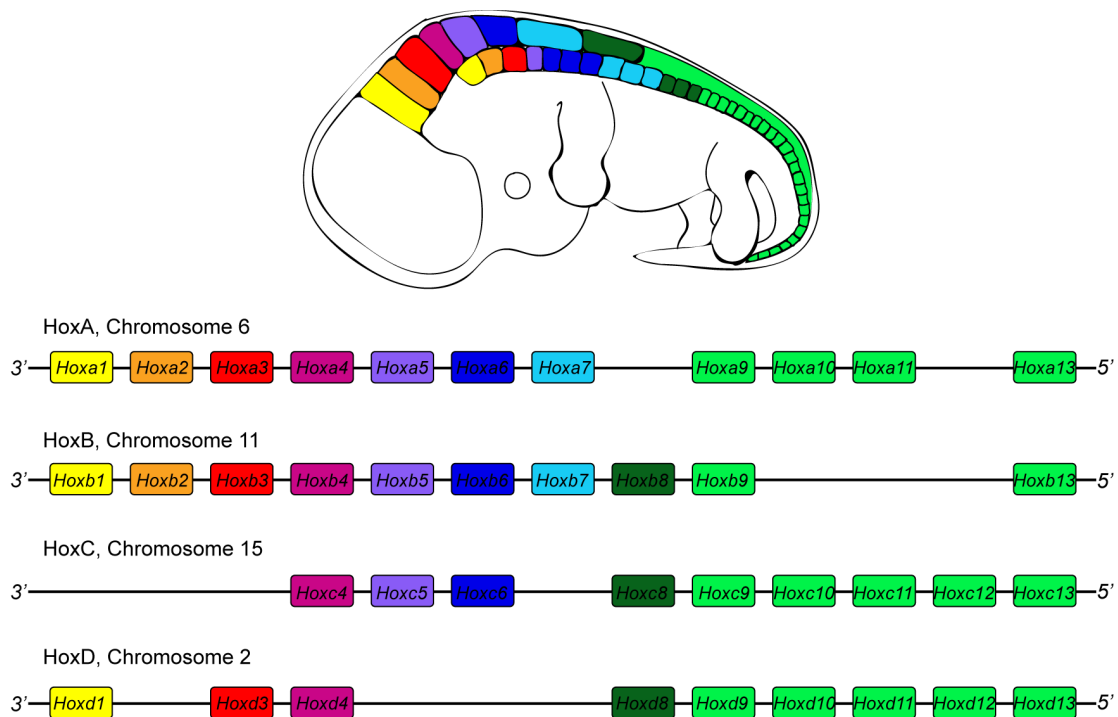 HoxA, Chromosome 6
3’ Hoxa1 Hoxa2 Hoxa3 Hoxa4 Hoxa5 Hoxa6 Hoxa7 Hoxa9 Hoxa10 Hoxa11 Hoxa13 5’
HoxB, Chromosome 11
3’ Hoxb1 Hoxb2 Hoxb3 Hoxb4 Hoxb5 Hoxb6 Hoxb7 Hoxb8 Hoxb9 Hoxb13 5’
HoxC, Chromosome 15
3’ Hoxc4 Hoxc5 Hoxc6 Hoxc8 Hoxc9 Hoxc10 Hoxc11 Hoxc12 Hoxc13 5’
HoxD, Chromosome 2
3’ Hoxd1 Hoxd3 Hoxd4 Hoxd8 Hoxd9 Hoxd10 Hoxd11 Hoxd12 Hoxd13 5’